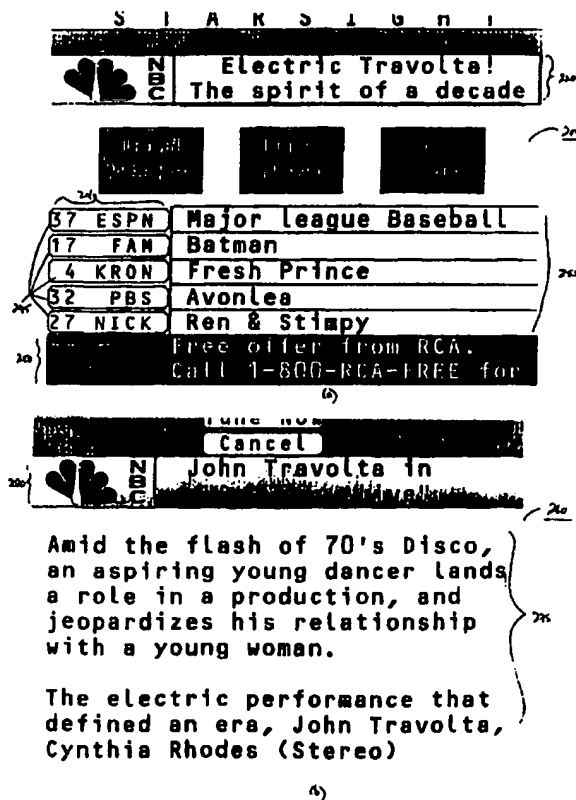 S T A R S I G H T
NBC
Electric Travolta!
The spirit of a decade
37 ESPN Major league Baseball
17 FAM Batman
4 KRON Fresh Prince
32 PBS Avonlea
27 NICK Ren & Stimpy
Free offer from RCA.
Call 1-800-RCA-FREE for
(a)
Tune Now
Cancel
NBC
John Travolta in
Amid the flash of 70's Disco,
an aspiring young dancer lands
a role in a production, and
jeopardizes his relationship
with a young woman.
The electric performance that
defined an era, John Travolta,
Cynthia Rhodes (Stereo)
(b)